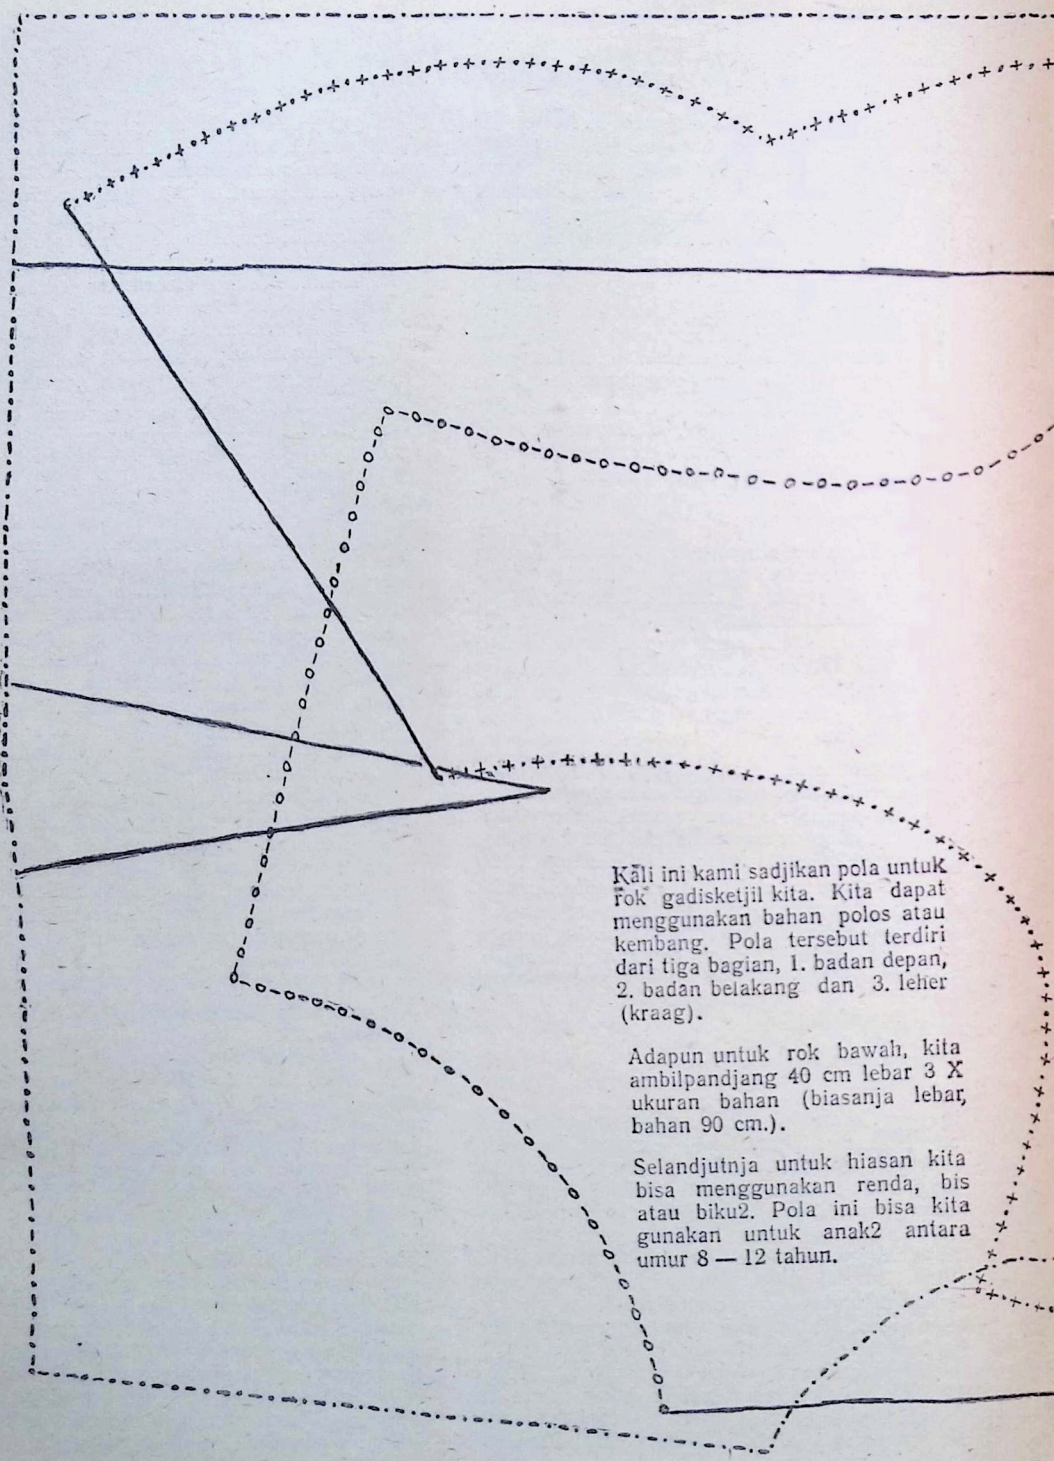 Kali ini kami sadjikan pola untuk
rok gadisketjil kita. Kita dapat
menggunakan bahan polos atau
kembang. Pola tersebut terdiri
dari tiga bagian, 1. badan depan,
2. badan belakang dan 3. leher
(kraag).
Adapun untuk rok bawah, kita
ambilpandjang 40 cm lebar 3 X
ukuran bahan (biasanja lebar,
bahan 90 cm.).
Selandjutnja untuk hiasan kita
bisa menggunakan renda, bis
atau biku2. Pola ini bisa kita
gunakan untuk anak2 antara
umur 8 — 12 tahun.